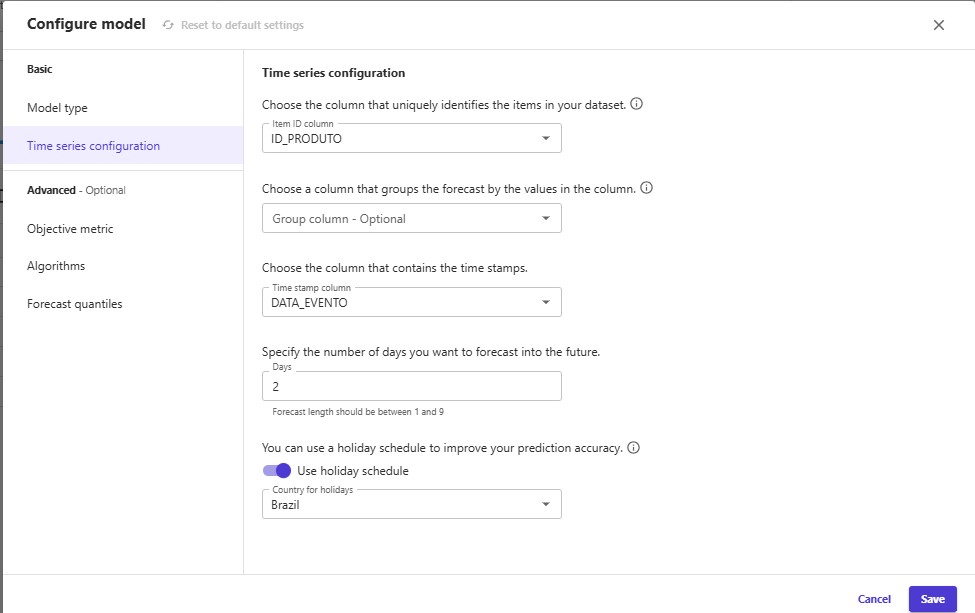 Configure model
Reset to default settings
Basic
Model type
Time series configuration
Advanced - Optional
Objective metric
Algorithms
Forecast quantiles
Time series configuration
Choose the column that uniquely identifies the items in your dataset.
Item ID column
ID_PRODUTO
Choose a column that groups the forecast by the values in the column.
Group column - Optional
Choose the column that contains the time stamps.
Time stamp column
DATA_EVENTO
Specify the number of days you want to forecast into the future.
Days
2
Forecast length should be between 1 and 9
You can use a holiday schedule to improve your prediction accuracy.
Use holiday schedule
Country for holidays
Brazil
Cancel
Save